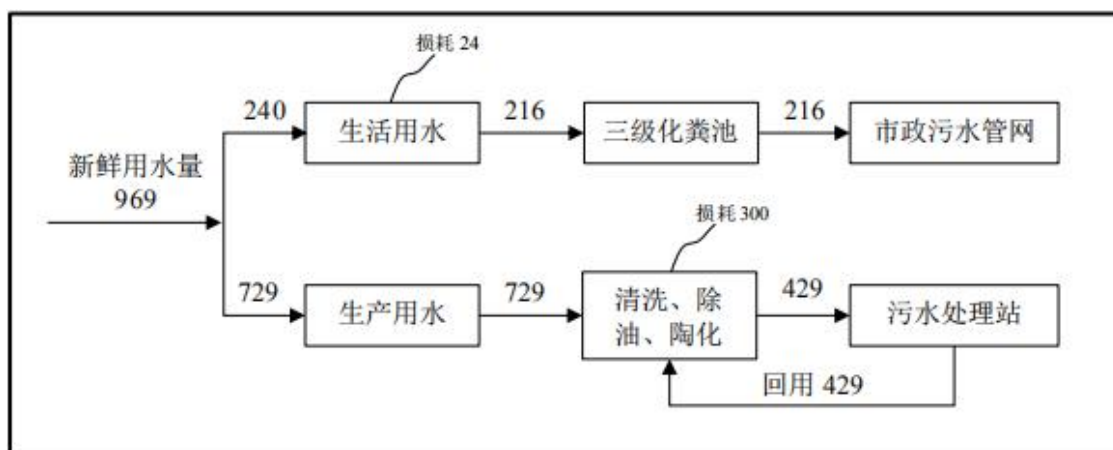 损耗 24
240
生活用水
216
三级化粪池
216
市政污水管网
新鲜用水量
969
损耗 300
729
生产用水
729
清洗、除
油、陶化
429
污水处理站
回用 429